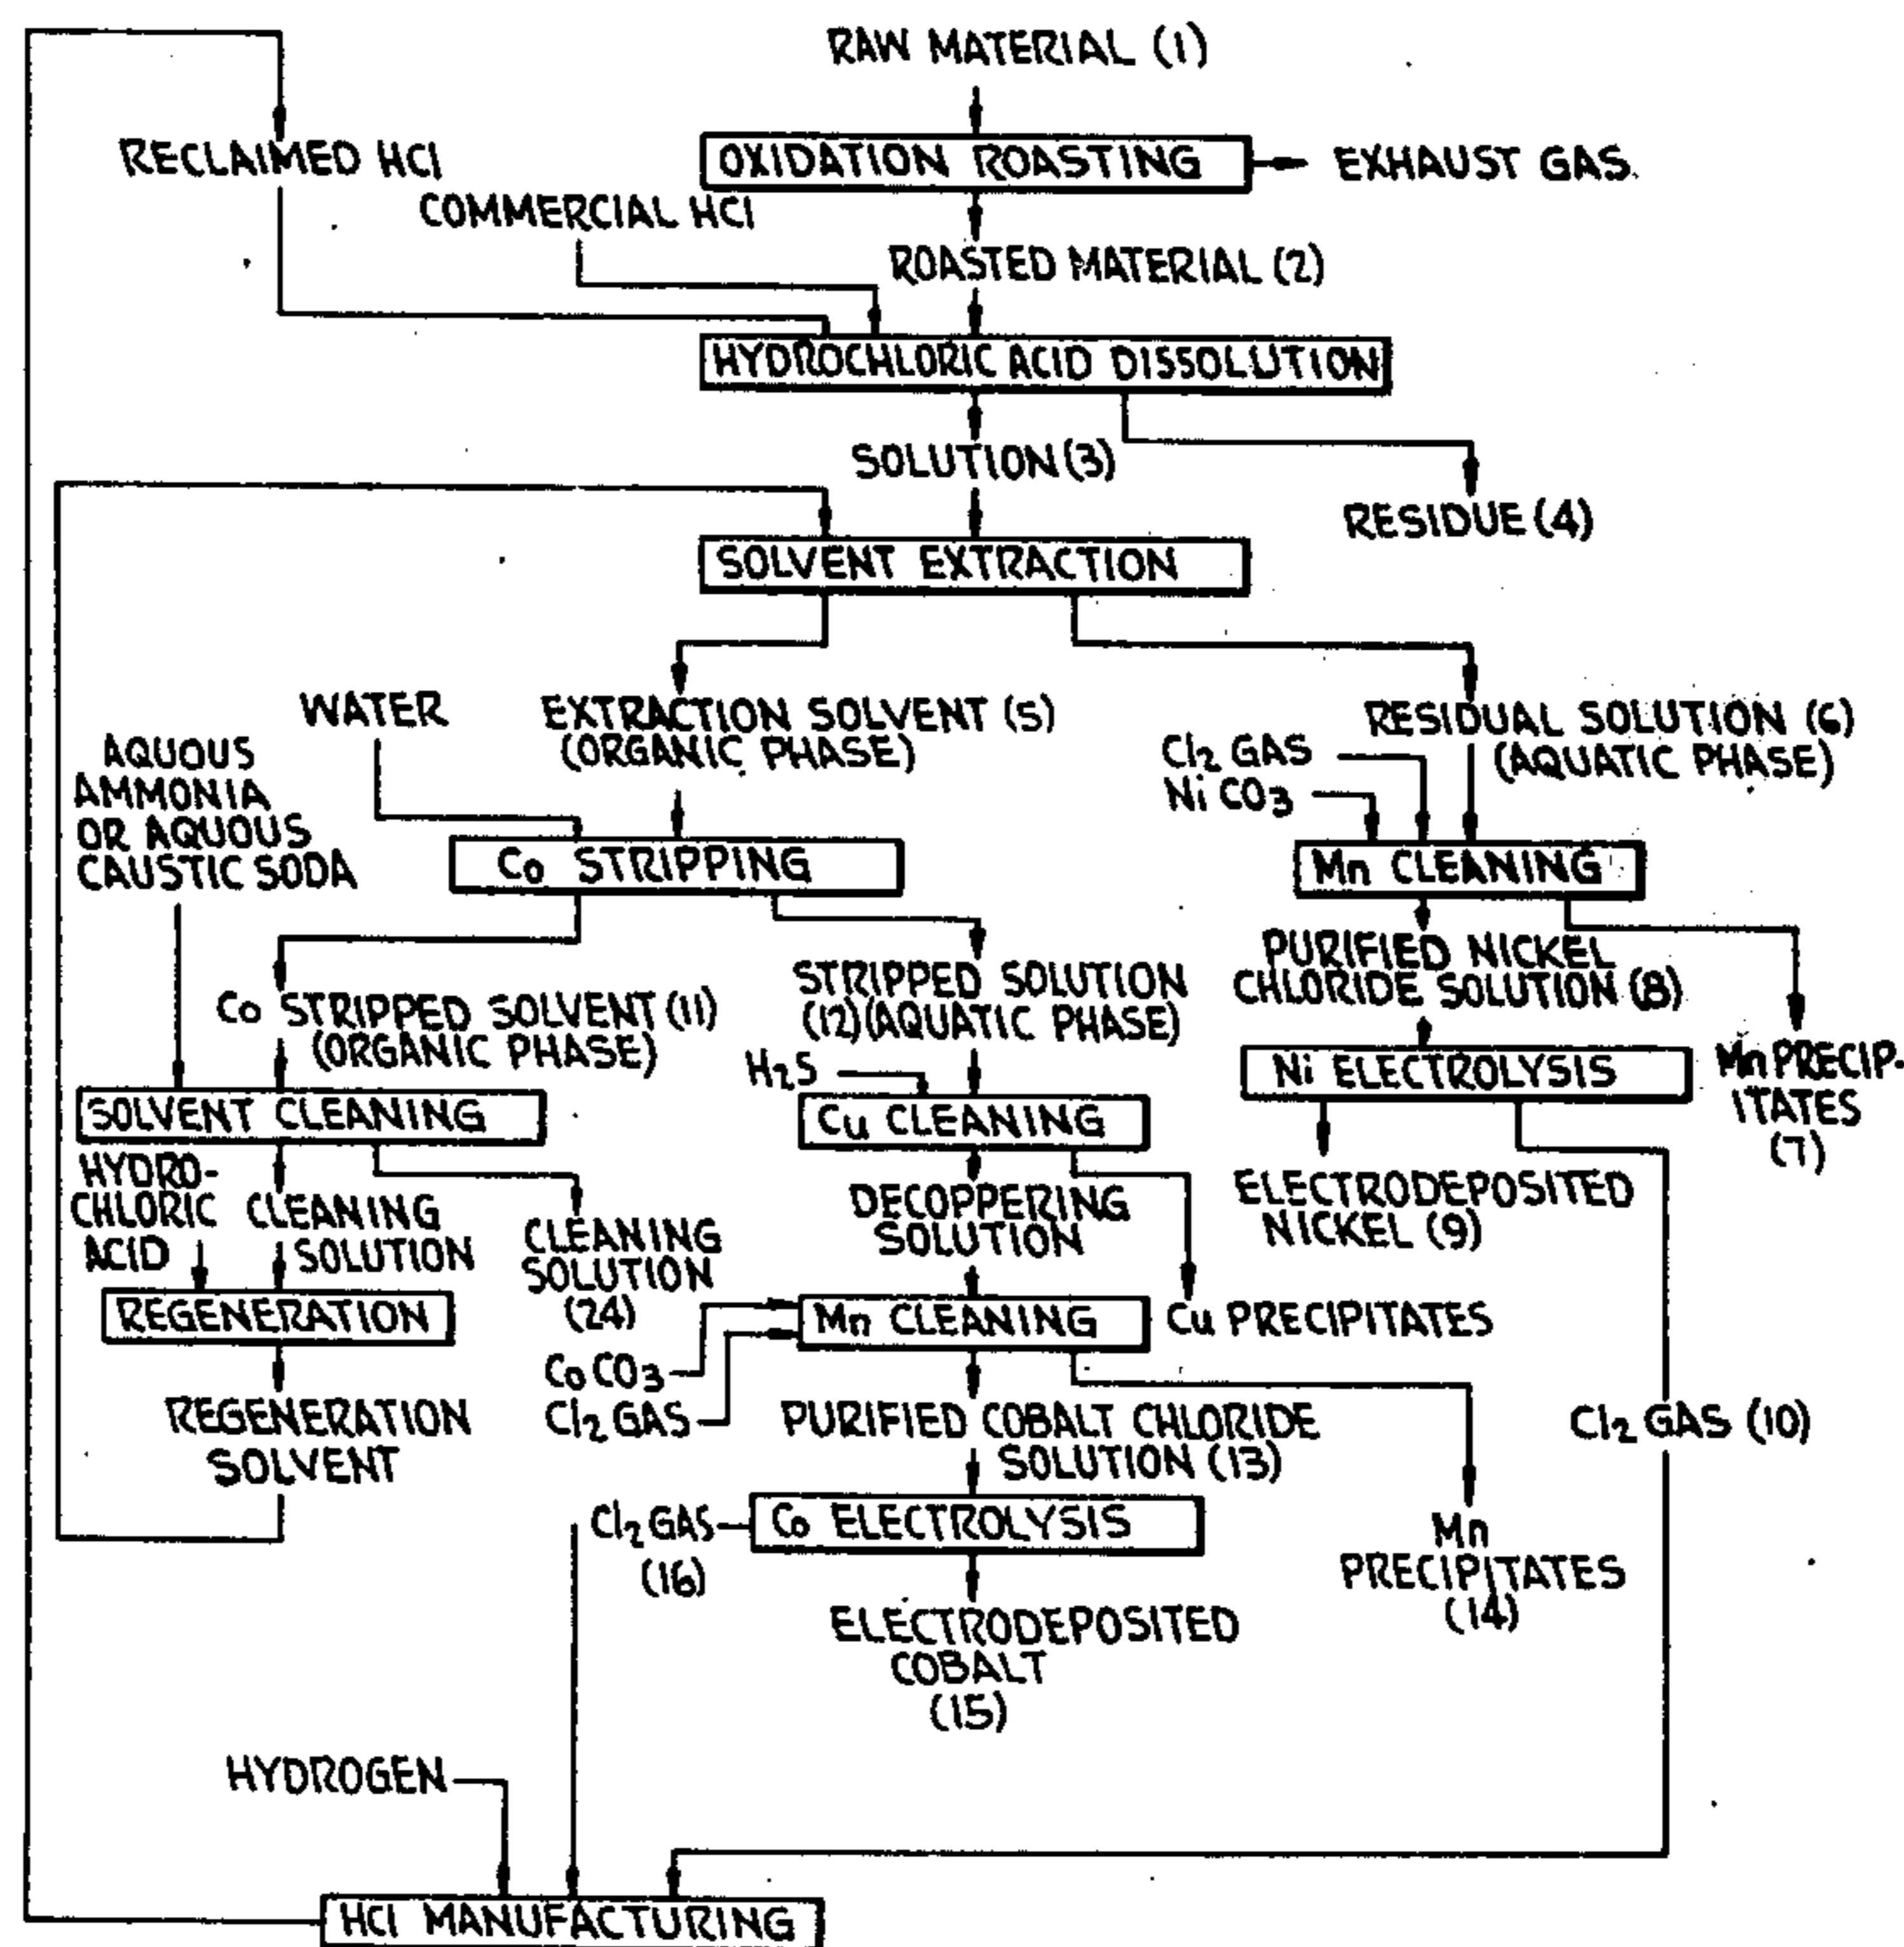 RAW MATERIAL (1)
RECLAIMED HCl
OXIDATION ROASTING
EXHAUST GAS
COMMERCIAL HCl
ROASTED MATERIAL (2)
HYDROCHLORIC ACID DISSOLUTION
SOLUTION (3)
RESIDUE (4)
SOLVENT EXTRACTION
WATER
EXTRACTION SOLVENT (5)
(ORGANIC PHASE)
RESIDUAL SOLUTION (6)
(AQUATIC PHASE)
Cl2 GAS
Ni CO3
AQUOUS
AMMONIA
OR AQUOUS
CAUSTIC SODA
Co STRIPPING
Mn CLEANING
PURIFIED NICKEL
CHLORIDE SOLUTION (8)
Co STRIPPED SOLVENT (11)
(ORGANIC PHASE)
STRIPPED SOLUTION
(12) (AQUATIC PHASE)
H2S
Ni ELECTROLYSIS
Mn PRECIP-
ITATES
(7)
SOLVENT CLEANING
Cu CLEANING
HYDRO-
CHLORIC
ACID
CLEANING
SOLUTION
CLEANING
SOLUTION
(24)
DECOPPERING
SOLUTION
ELECTRODEPOSITED
NICKEL (9)
REGENERATION
Mn CLEANING
Cu PRECIPITATES
Co CO3
Cl2 GAS
REGENERATION
SOLVENT
PURIFIED COBALT CHLORIDE
SOLUTION (13)
Cl2 GAS (10)
Cl2 GAS
(16)
Co ELECTROLYSIS
Mn
PRECIPITATES
(14)
ELECTRODEPOSITED
COBALT
(15)
HYDROGEN
HCl MANUFACTURING